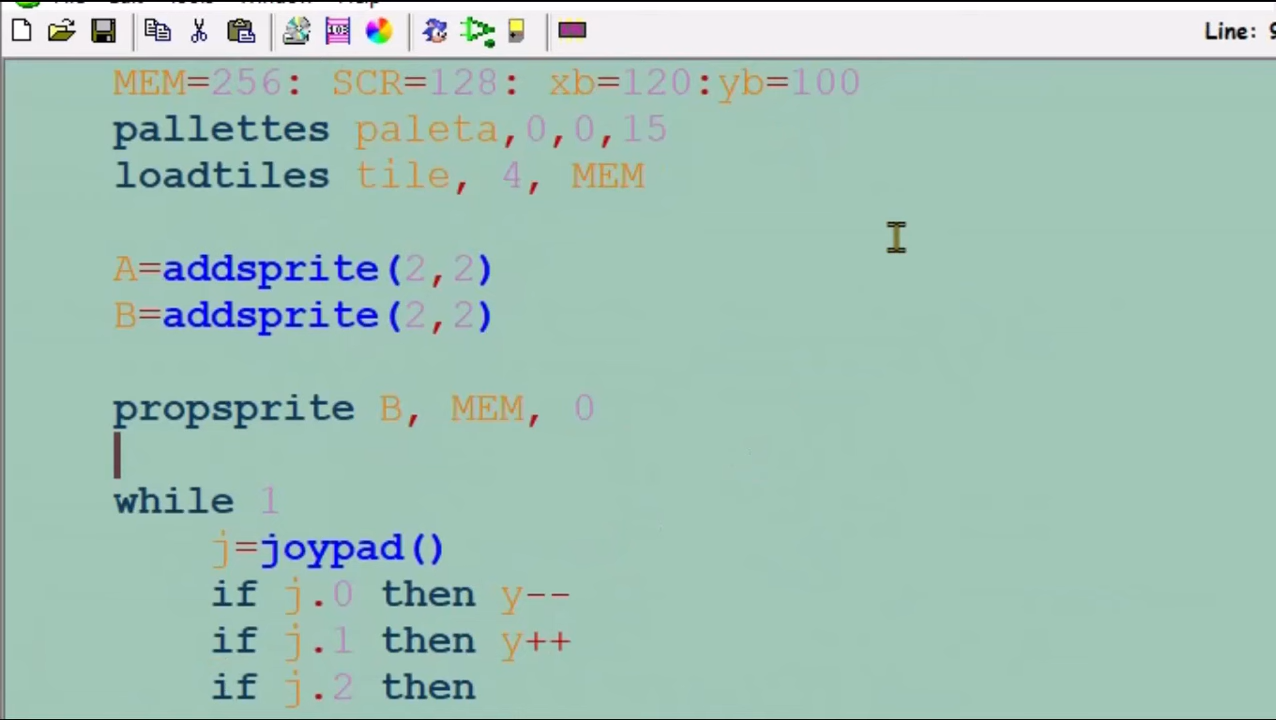 Line: 9
MEM=256: SCR=128: xb=120:yb=100
pallettes paleta,0,0,15
loadtiles tile, 4, MEM
A=addsprite(2,2)
B=addsprite(2,2)
propsprite B, MEM, 0
while 1
j=joypad()
if j.0 then y--
if j.1 then y++
if j.2 then